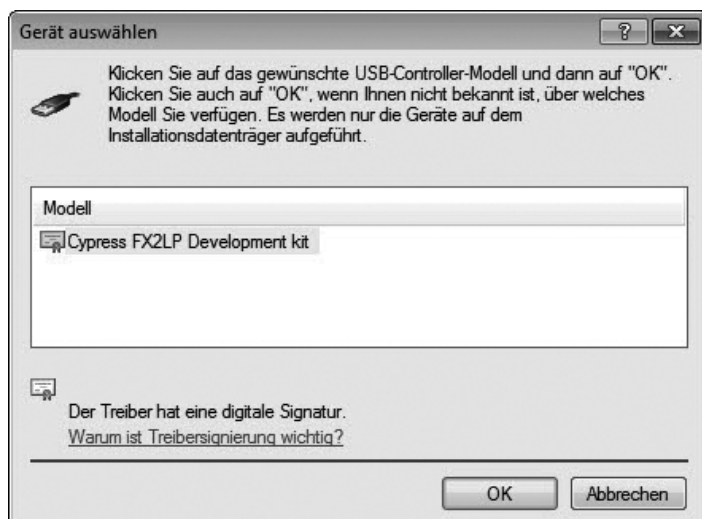 Gerät auswählen
Klicken Sie auf das gewünschte USB-Controller-Modell und dann auf "OK".
Klicken Sie auch auf "OK", wenn Ihnen nicht bekannt ist, über welches
Modell Sie verfügen. Es werden nur die Geräte auf dem
Installationsdatenträger aufgeführt.
Modell
Cypress FX2LP Development kit
Der Treiber hat eine digitale Signatur.
Warum ist Treibersignierung wichtig?
OK Abbrechen